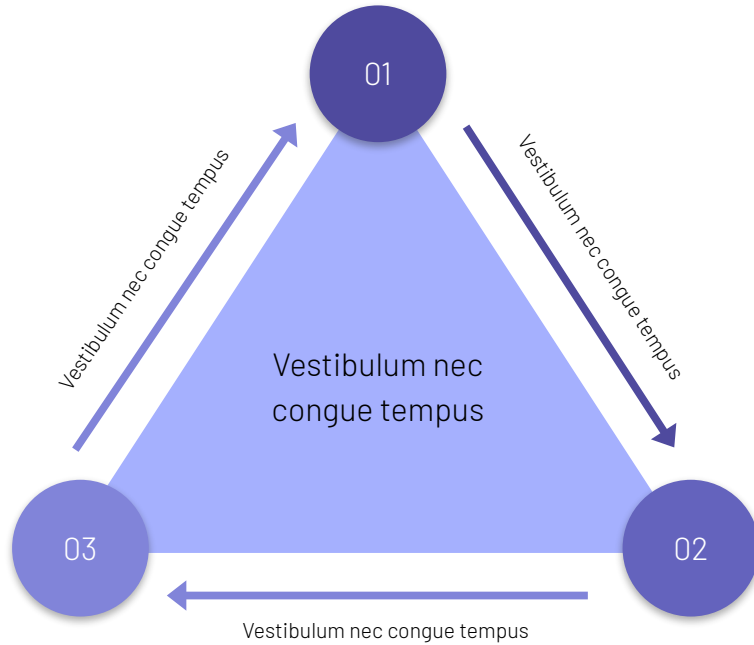 01
Vestibulum nec congue tempus
Vestibulum nec congue tempus
Vestibulum nec
congue tempus
03
02
Vestibulum nec congue tempus